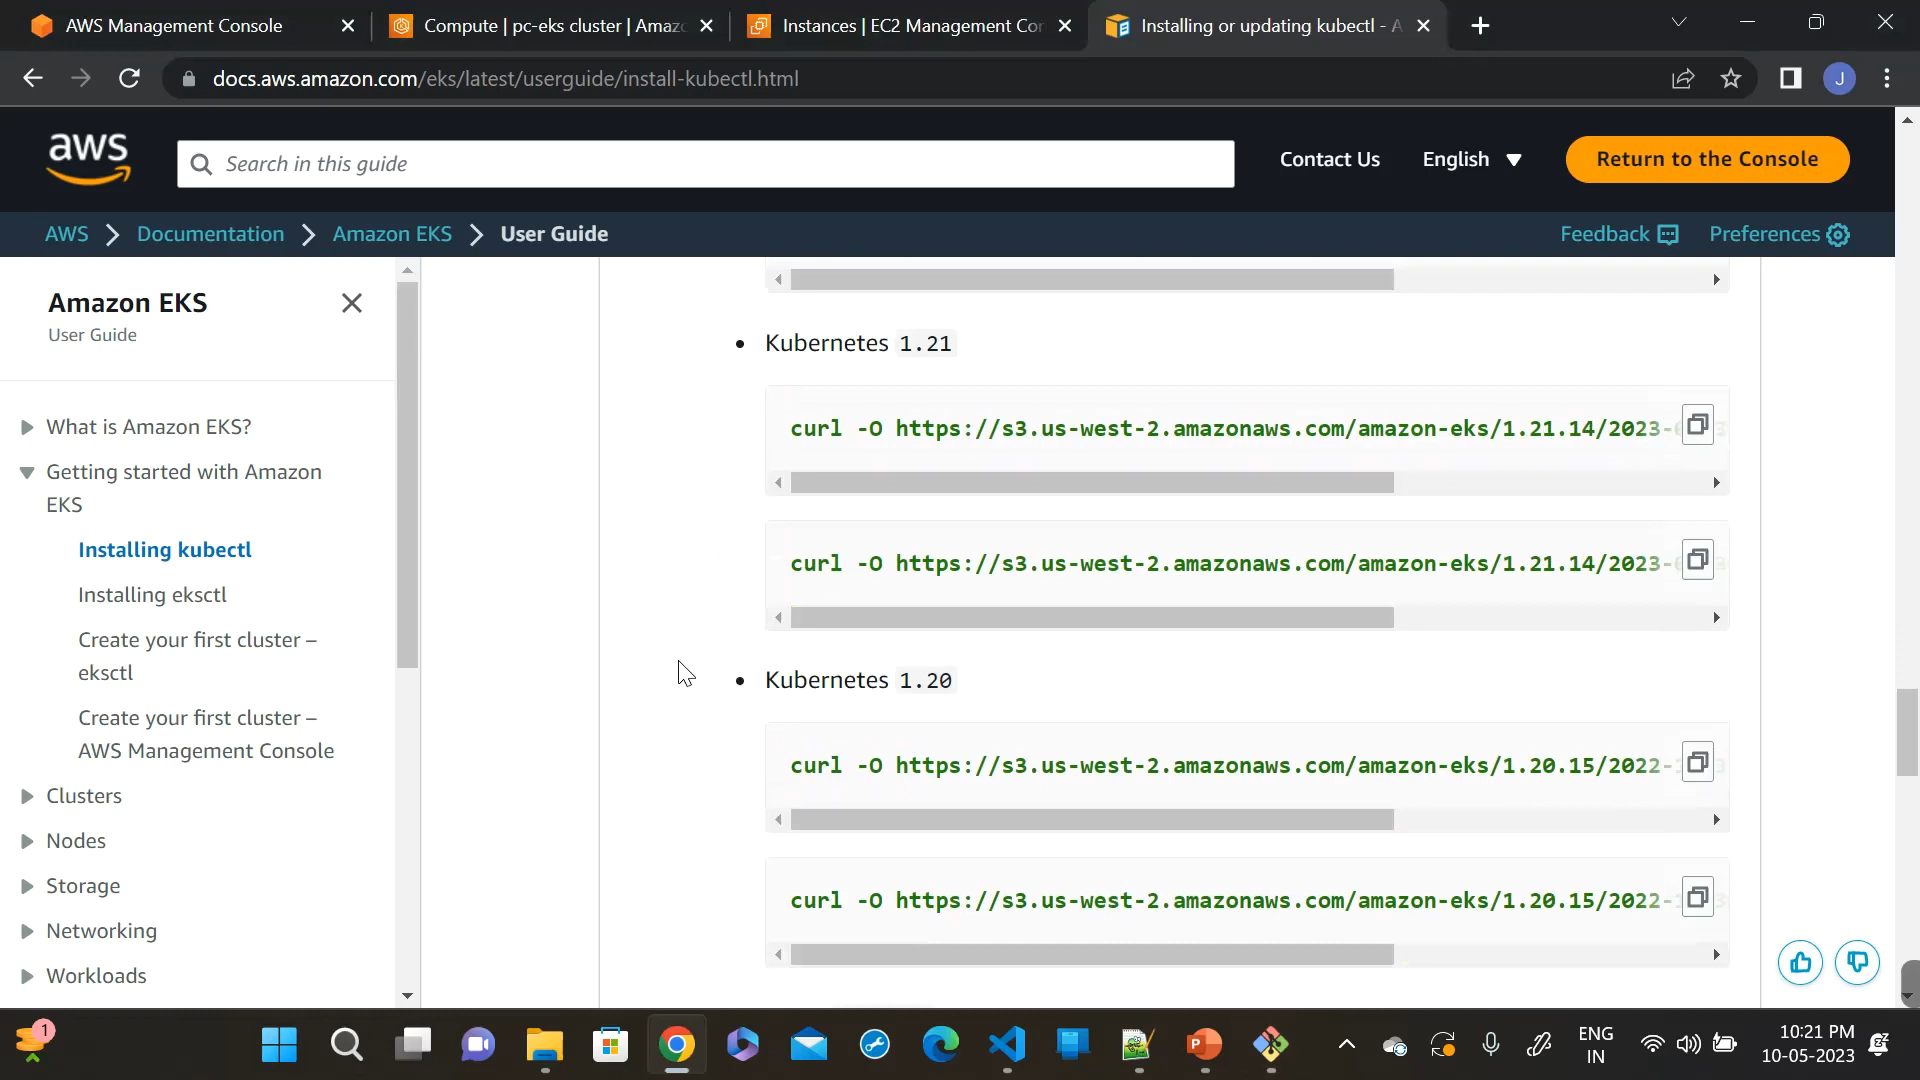 AWS Management Console
Compute | pc-eks cluster | Amaz
Instances | EC2 Management Con
Installing or updating kubectl - A
docs.aws.amazon.com/eks/latest/userguide/install-kubectl.html
J
aws
Search in this guide
Contact Us
English
Return to the Console
AWS
Documentation
Amazon EKS
User Guide
Feedback
Preferences
Amazon EKS
User Guide
What is Amazon EKS?
Getting started with Amazon
EKS
Installing kubectl
Installing eksctl
Create your first cluster –
eksctl
Create your first cluster –
AWS Management Console
Clusters
Nodes
Storage
Networking
Workloads
• Kubernetes 1.21
curl -O https://s3.us-west-2.amazonaws.com/amazon-eks/1.21.14/2023-
curl -O https://s3.us-west-2.amazonaws.com/amazon-eks/1.21.14/2023-
• Kubernetes 1.20
curl -O https://s3.us-west-2.amazonaws.com/amazon-eks/1.20.15/2022-
curl -O https://s3.us-west-2.amazonaws.com/amazon-eks/1.20.15/2022-
1
P
ENG
IN
10:21 PM
10-05-2023